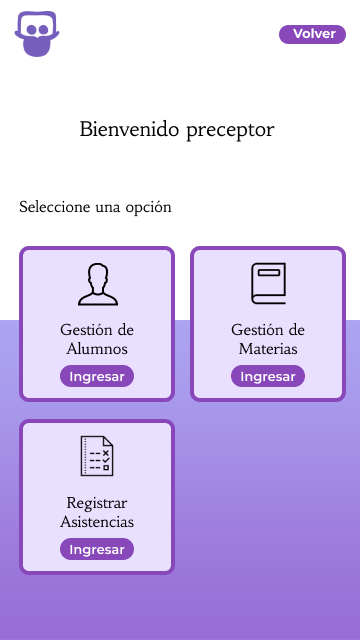 Volver
Bienvenido preceptor
Seleccione una opción
Gestión de
Alumnos
Ingresar
Gestión de
Materias
Ingresar
Registrar
Asistencias
Ingresar